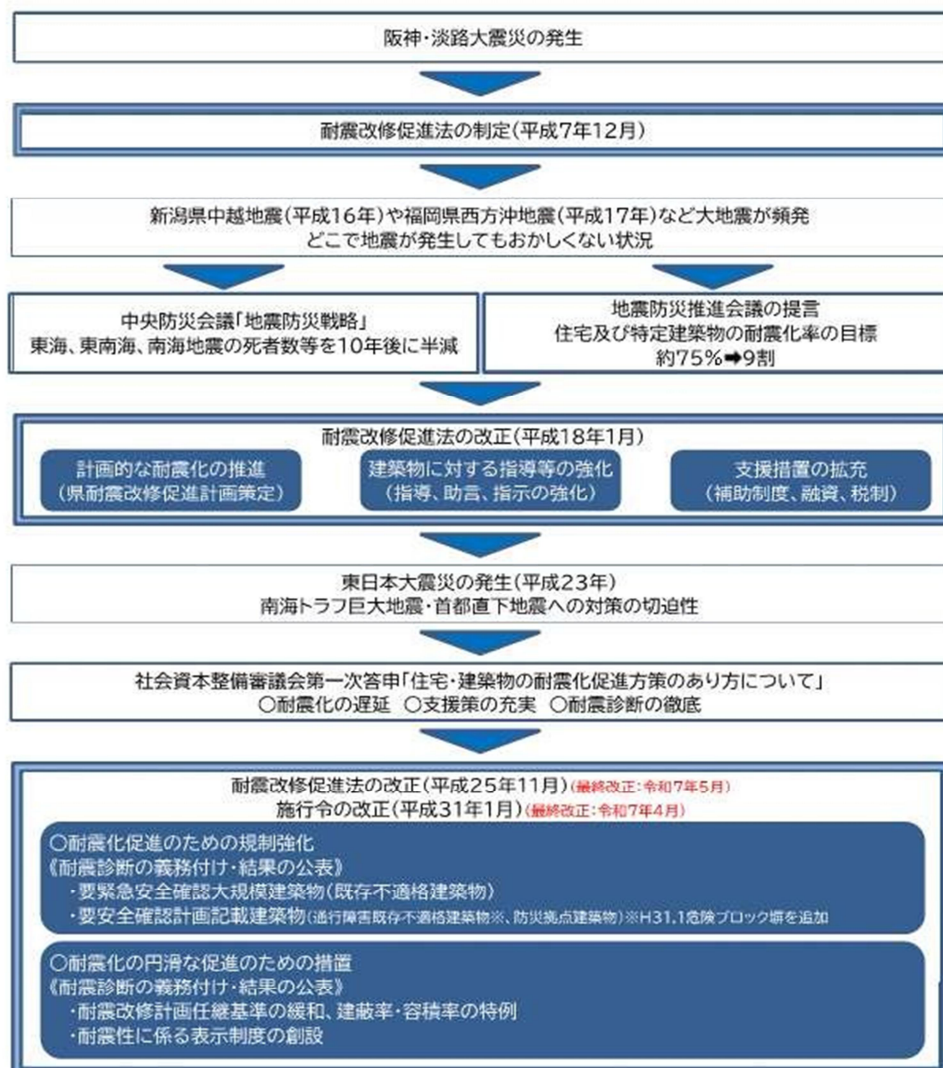 阪神・淡路大震災の発生
耐震改修促進法の制定(平成7年12月)
新潟県中越地震(平成16年)や福岡県西方沖地震(平成17年)など大地震が頻発
どこで地震が発生してもおかしくない状況
中央防災会議「地震防災戦略」
東海、東南海、南海地震の死者数等を10年後に半減
地震防災推進会議の提言
住宅及び特定建築物の耐震化率の目標
約75%➡9割
耐震改修促進法の改正(平成18年1月)
計画的な耐震化の推進
(県耐震改修促進計画策定)
建築物に対する指導等の強化
(指導、助言、指示の強化)
支援措置の拡充
(補助制度、融資、税制)
東日本大震災の発生(平成23年)
南海トラフ巨大地震・首都直下地震への対策の切迫性
社会資本整備審議会第一次答申「住宅・建築物の耐震化促進方策のあり方について」
○耐震化の遅延 ○支援策の充実 ○耐震診断の徹底
耐震改修促進法の改正(平成25年11月)(最終改正:令和7年5月)
施行令の改正(平成31年1月)(最終改正:令和7年4月)
○耐震化促進のための規制強化
《耐震診断の義務付け・結果の公表》
・要緊急安全確認大規模建築物(既存不適格建築物)
・要安全確認計画記載建築物(通行障害既存不適格建築物※、防災拠点建築物)※H31.1危険ブロック塀を追加
○耐震化の円滑な促進のための措置
《耐震診断の義務付け・結果の公表》
・耐震改修計画任継基準の緩和、建蔽率・容積率の特例
・耐震性に係る表示制度の創設